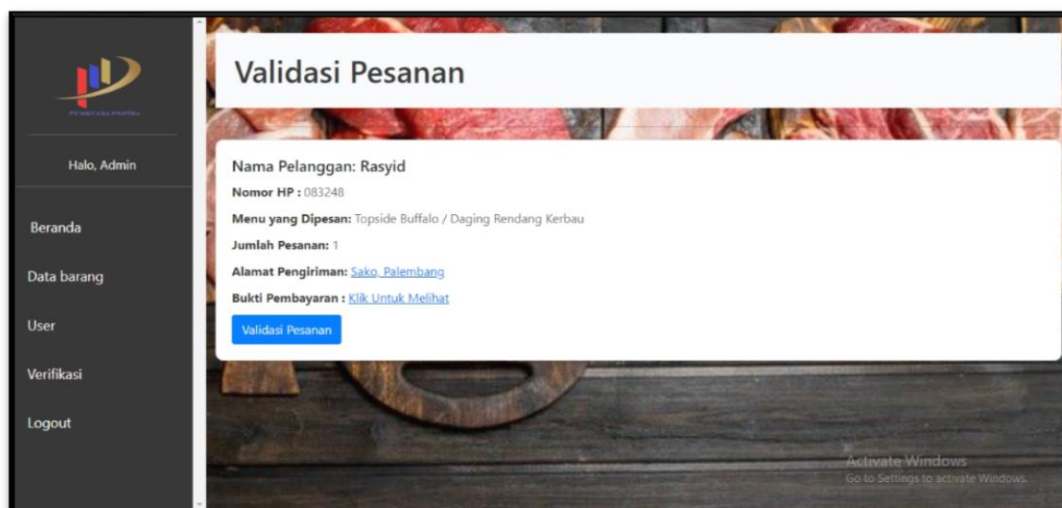 Halo, Admin
Beranda
Data barang
User
Verifikasi
Logout
Validasi Pesanan
Nama Pelanggan: Rasyid
Nomor HP : 083248
Menu yang Dipesan: Topside Buffalo / Daging Rendang Kerbau
Jumlah Pesanan: 1
Alamat Pengiriman: Sako, Palembang
Bukti Pembayaran : Klik Untuk Melihat
Validasi Pesanan
Activate Windows
Go to Settings to activate Windows.